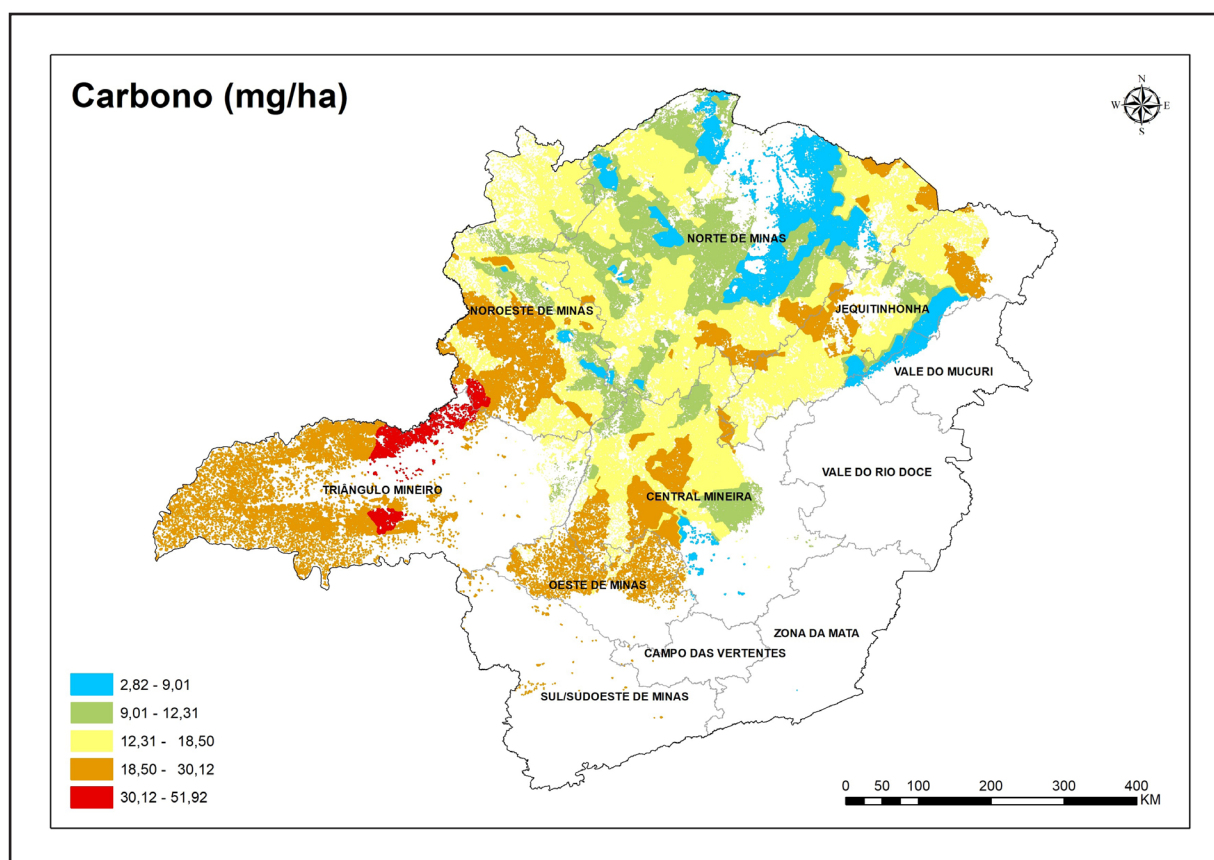 Carbono (mg/ha)
N
W E
S
NORTE DE MINAS
NOROESTE DE MINAS
JEQUITINHONHA
VALE DO MUCURI
VALE DO RIO DOCE
TRIÂNGULO MINEIRO
CENTRAL MINEIRA
OESTE DE MINAS
ZONA DA MATA
CAMPO DAS VERTENTES
SUL/SUDOESTE DE MINAS
2,82 - 9,01
9,01 - 12,31
12,31 - 18,50
18,50 - 30,12
30,12 - 51,92
0 50 100 200 300 400
KM